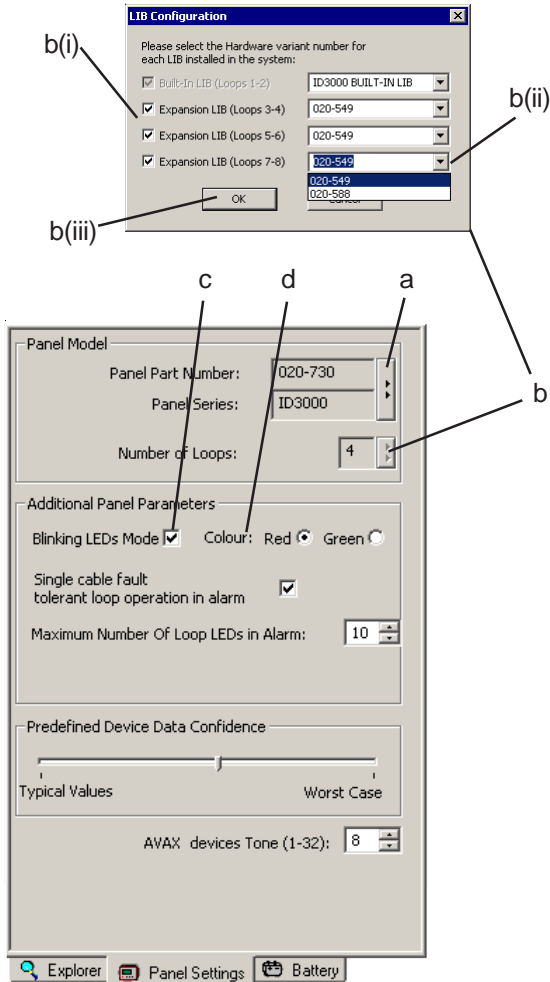 LIB Configuration
b(i)
Please select the Hardware variant number for
each LIB installed in the system:
Built-In LIB (Loops 1-2) ID3000 BUILT-IN LIB
Expansion LIB (Loops 3-4) 020-549
b(ii)
Expansion LIB (Loops 5-6) 020-549
Expansion LIB (Loops 7-8) 020-549
020-549
020-588
OK Cancel
b(iii)
c d a
Panel Model
Panel Part Number: 020-730
Panel Series: ID3000
b
Number of Loops: 4
Additional Panel Parameters
Blinking LEDs Mode Colour: Red Green
Single cable fault
tolerant loop operation in alarm
Maximum Number Of Loop LEDs in Alarm: 10
Predefined Device Data Confidence
Typical Values Worst Case
AVAX devices Tone (1-32): 8
Explorer Panel Settings Battery